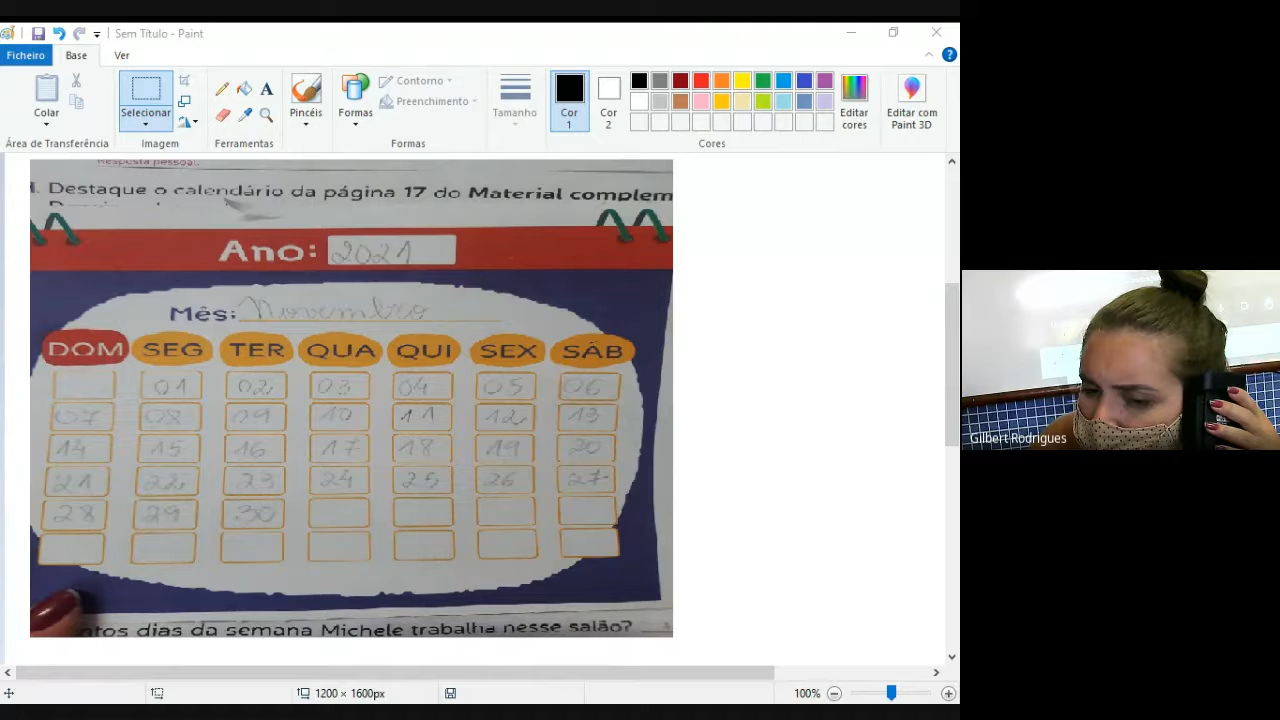 Sem Título - Paint
Ficheiro Base Ver
Colar
Selecionar
Pincéis
Formas
Contorno
Preenchimento
Tamanho
Cor 1
Cor 2
Editar cores
Editar com Paint 3D
Área de Transferência Imagem Ferramentas Formas Cores
Resposta pessoal.
1. Destaque o calendário da página 17 do Material complem
Ano: 2021
Mês: Novembro
DOM SEG TER QUA QUI SEX SÁB
01 02 03 04 05 06
07 08 09 10 11 12 13
14 15 16 17 18 19 20
21 22 23 24 25 26 27
28 29 30
ntos dias da semana Michele trabalha nesse salão?
Gilbert Rodrigues
1200 × 1600px
100%